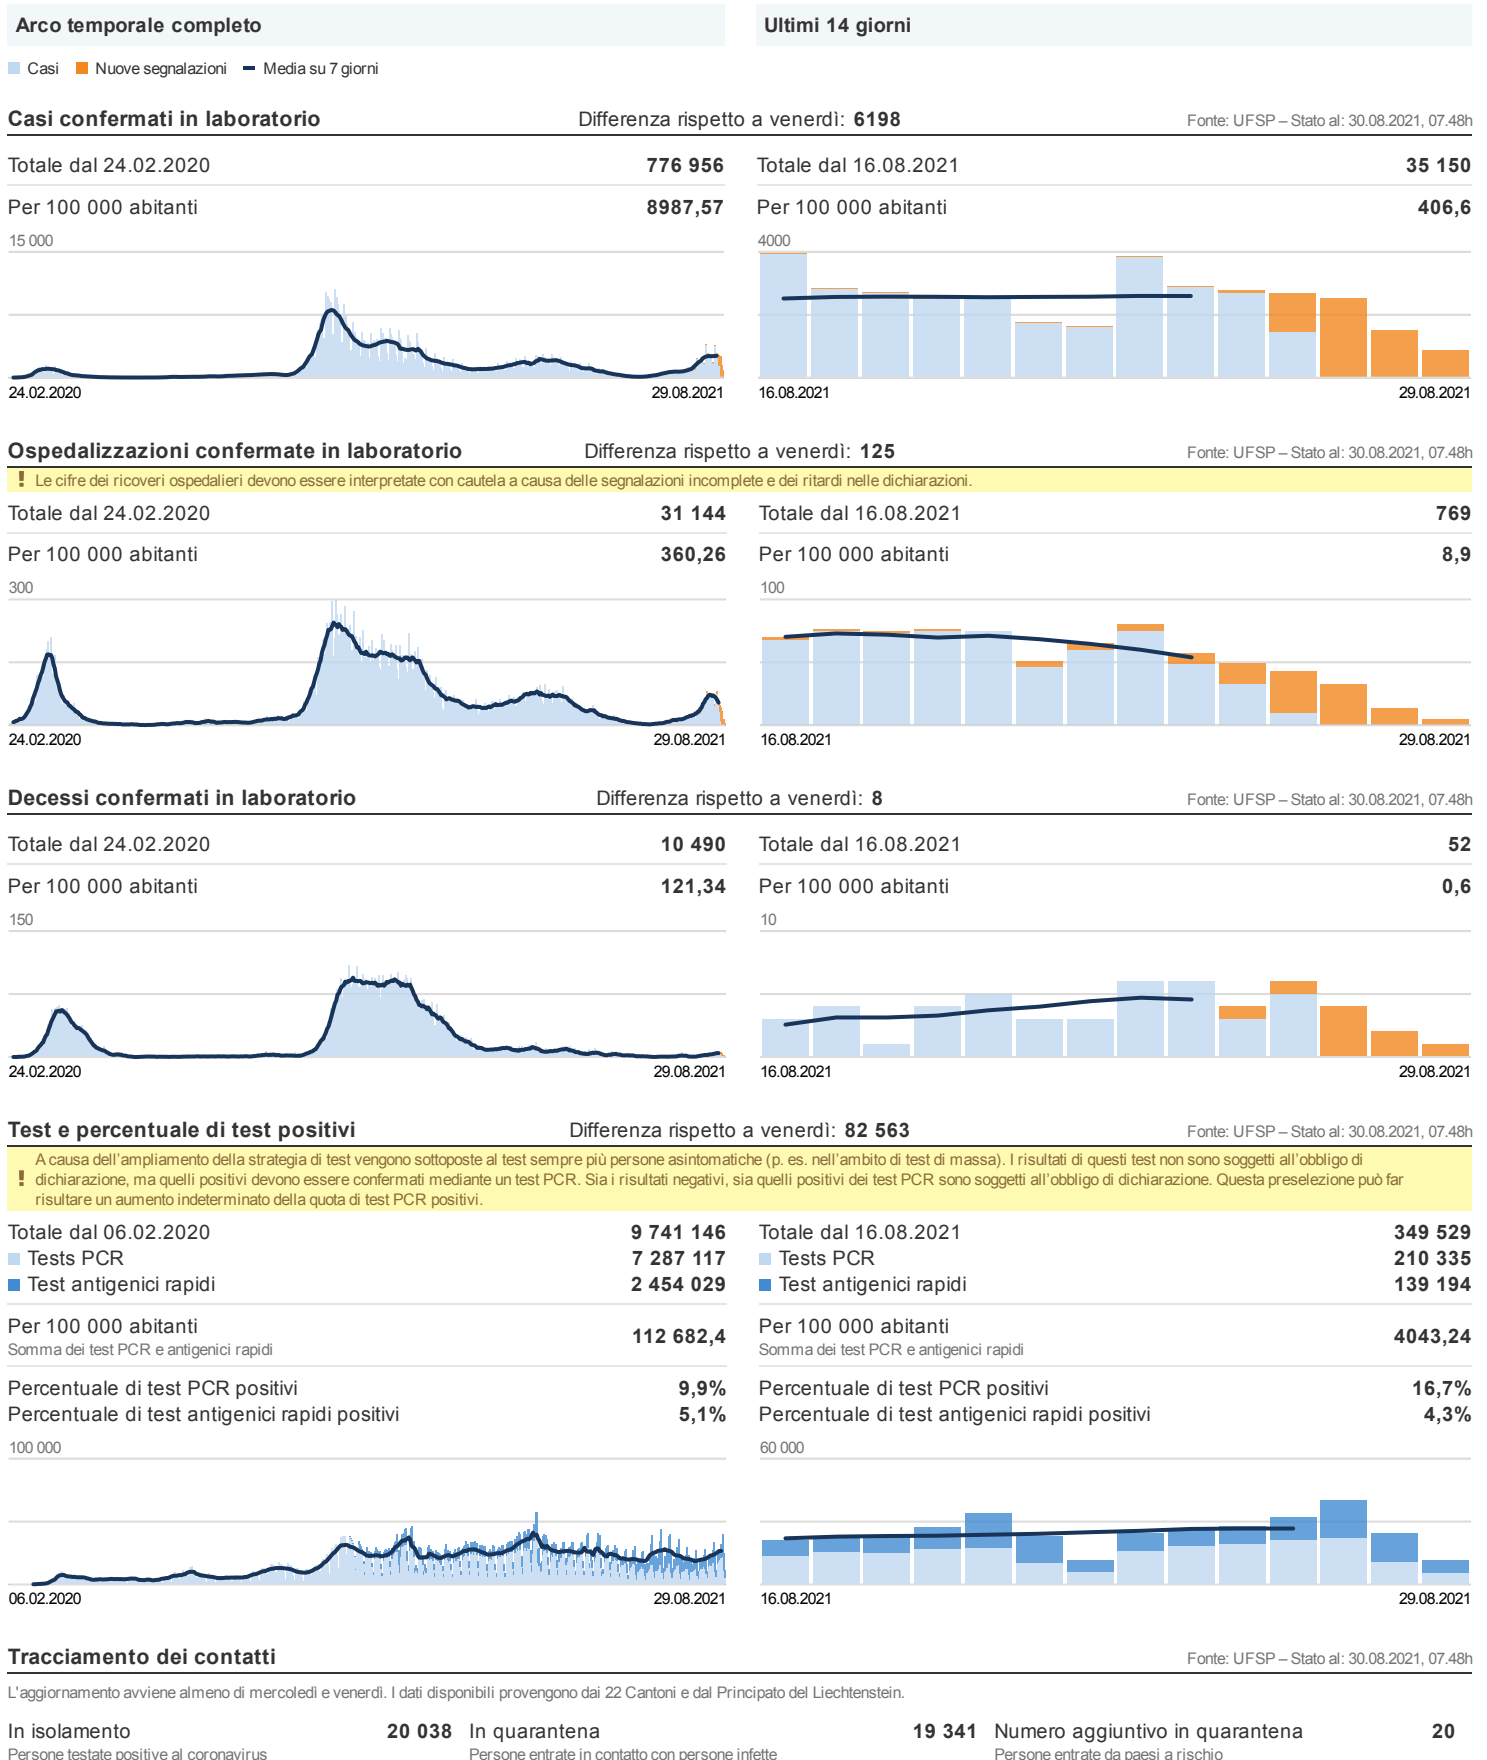 Arco temporale completo
Ultimi 14 giorni
Casi Nuove segnalazioni Media su 7 giorni
Casi confermati in laboratorio Differenza rispetto a venerdì: 6198 Fonte: UFSP – Stato al: 30.08.2021, 07.48h
Totale dal 24.02.2020 776 956
Per 100 000 abitanti 8987,57
15 000
24.02.2020 29.08.2021
Totale dal 16.08.2021 35 150
Per 100 000 abitanti 406,6
4000
16.08.2021 29.08.2021
Ospedalizzazioni confermate in laboratorio Differenza rispetto a venerdì: 125 Fonte: UFSP – Stato al: 30.08.2021, 07.48h
! Le cifre dei ricoveri ospedalieri devono essere interpretate con cautela a causa delle segnalazioni incomplete e dei ritardi nelle dichiarazioni.
Totale dal 24.02.2020 31 144
Per 100 000 abitanti 360,26
300
24.02.2020 29.08.2021
Totale dal 16.08.2021 769
Per 100 000 abitanti 8,9
100
16.08.2021 29.08.2021
Decessi confermati in laboratorio Differenza rispetto a venerdì: 8 Fonte: UFSP – Stato al: 30.08.2021, 07.48h
Totale dal 24.02.2020 10 490
Per 100 000 abitanti 121,34
150
24.02.2020 29.08.2021
Totale dal 16.08.2021 52
Per 100 000 abitanti 0,6
10
16.08.2021 29.08.2021
Test e percentuale di test positivi Differenza rispetto a venerdì: 82 563 Fonte: UFSP – Stato al: 30.08.2021, 07.48h
A causa dell'ampliamento della strategia di test vengono sottoposte al test sempre più persone asintomatiche (p. es. nell'ambito di test di massa). I risultati di questi test non sono soggetti all'obbligo di
! dichiarazione, ma quelli positivi devono essere confermati mediante un test PCR. Sia i risultati negativi, sia quelli positivi dei test PCR sono soggetti all'obbligo di dichiarazione. Questa preselezione può far
risultare un aumento indeterminato della quota di test PCR positivi.
Totale dal 06.02.2020 9 741 146
Tests PCR 7 287 117
Test antigenici rapidi 2 454 029
Per 100 000 abitanti 112 682,4
Somma dei test PCR e antigenici rapidi
Percentuale di test PCR positivi 9,9%
Percentuale di test antigenici rapidi positivi 5,1%
100 000
06.02.2020 29.08.2021
Totale dal 16.08.2021 349 529
Tests PCR 210 335
Test antigenici rapidi 139 194
Per 100 000 abitanti 4043,24
Somma dei test PCR e antigenici rapidi
Percentuale di test PCR positivi 16,7%
Percentuale di test antigenici rapidi positivi 4,3%
60 000
16.08.2021 29.08.2021
Tracciamento dei contatti Fonte: UFSP – Stato al: 30.08.2021, 07.48h
L'aggiornamento avviene almeno di mercoledì e venerdì. I dati disponibili provengono dai 22 Cantoni e dal Principato del Liechtenstein.
In isolamento 20 038 In quarantena 19 341 Numero aggiuntivo in quarantena 20
Persone testate positive al coronavirus Persone entrate in contatto con persone infette Persone entrate da paesi a rischio